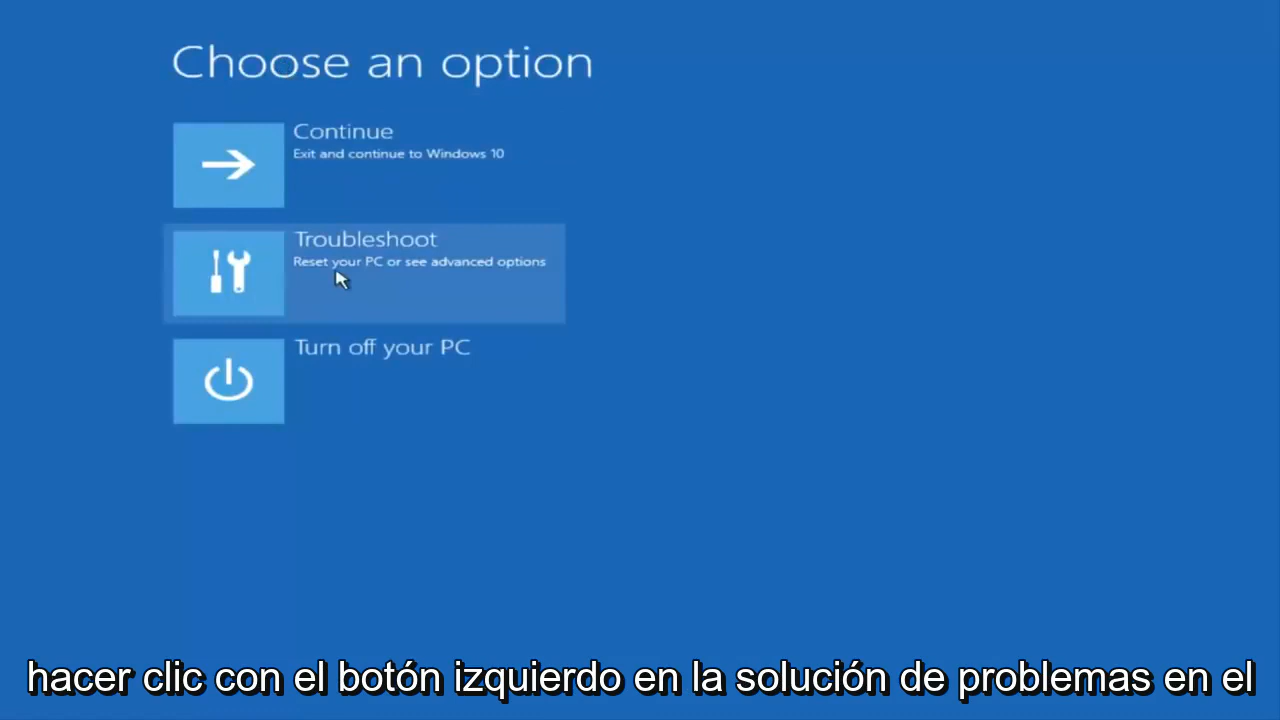 Choose an option
Continue
Exit and continue to Windows 10
Troubleshoot
Reset your PC or see advanced options
Turn off your PC
hacer clic con el botón izquierdo en la solución de problemas en el